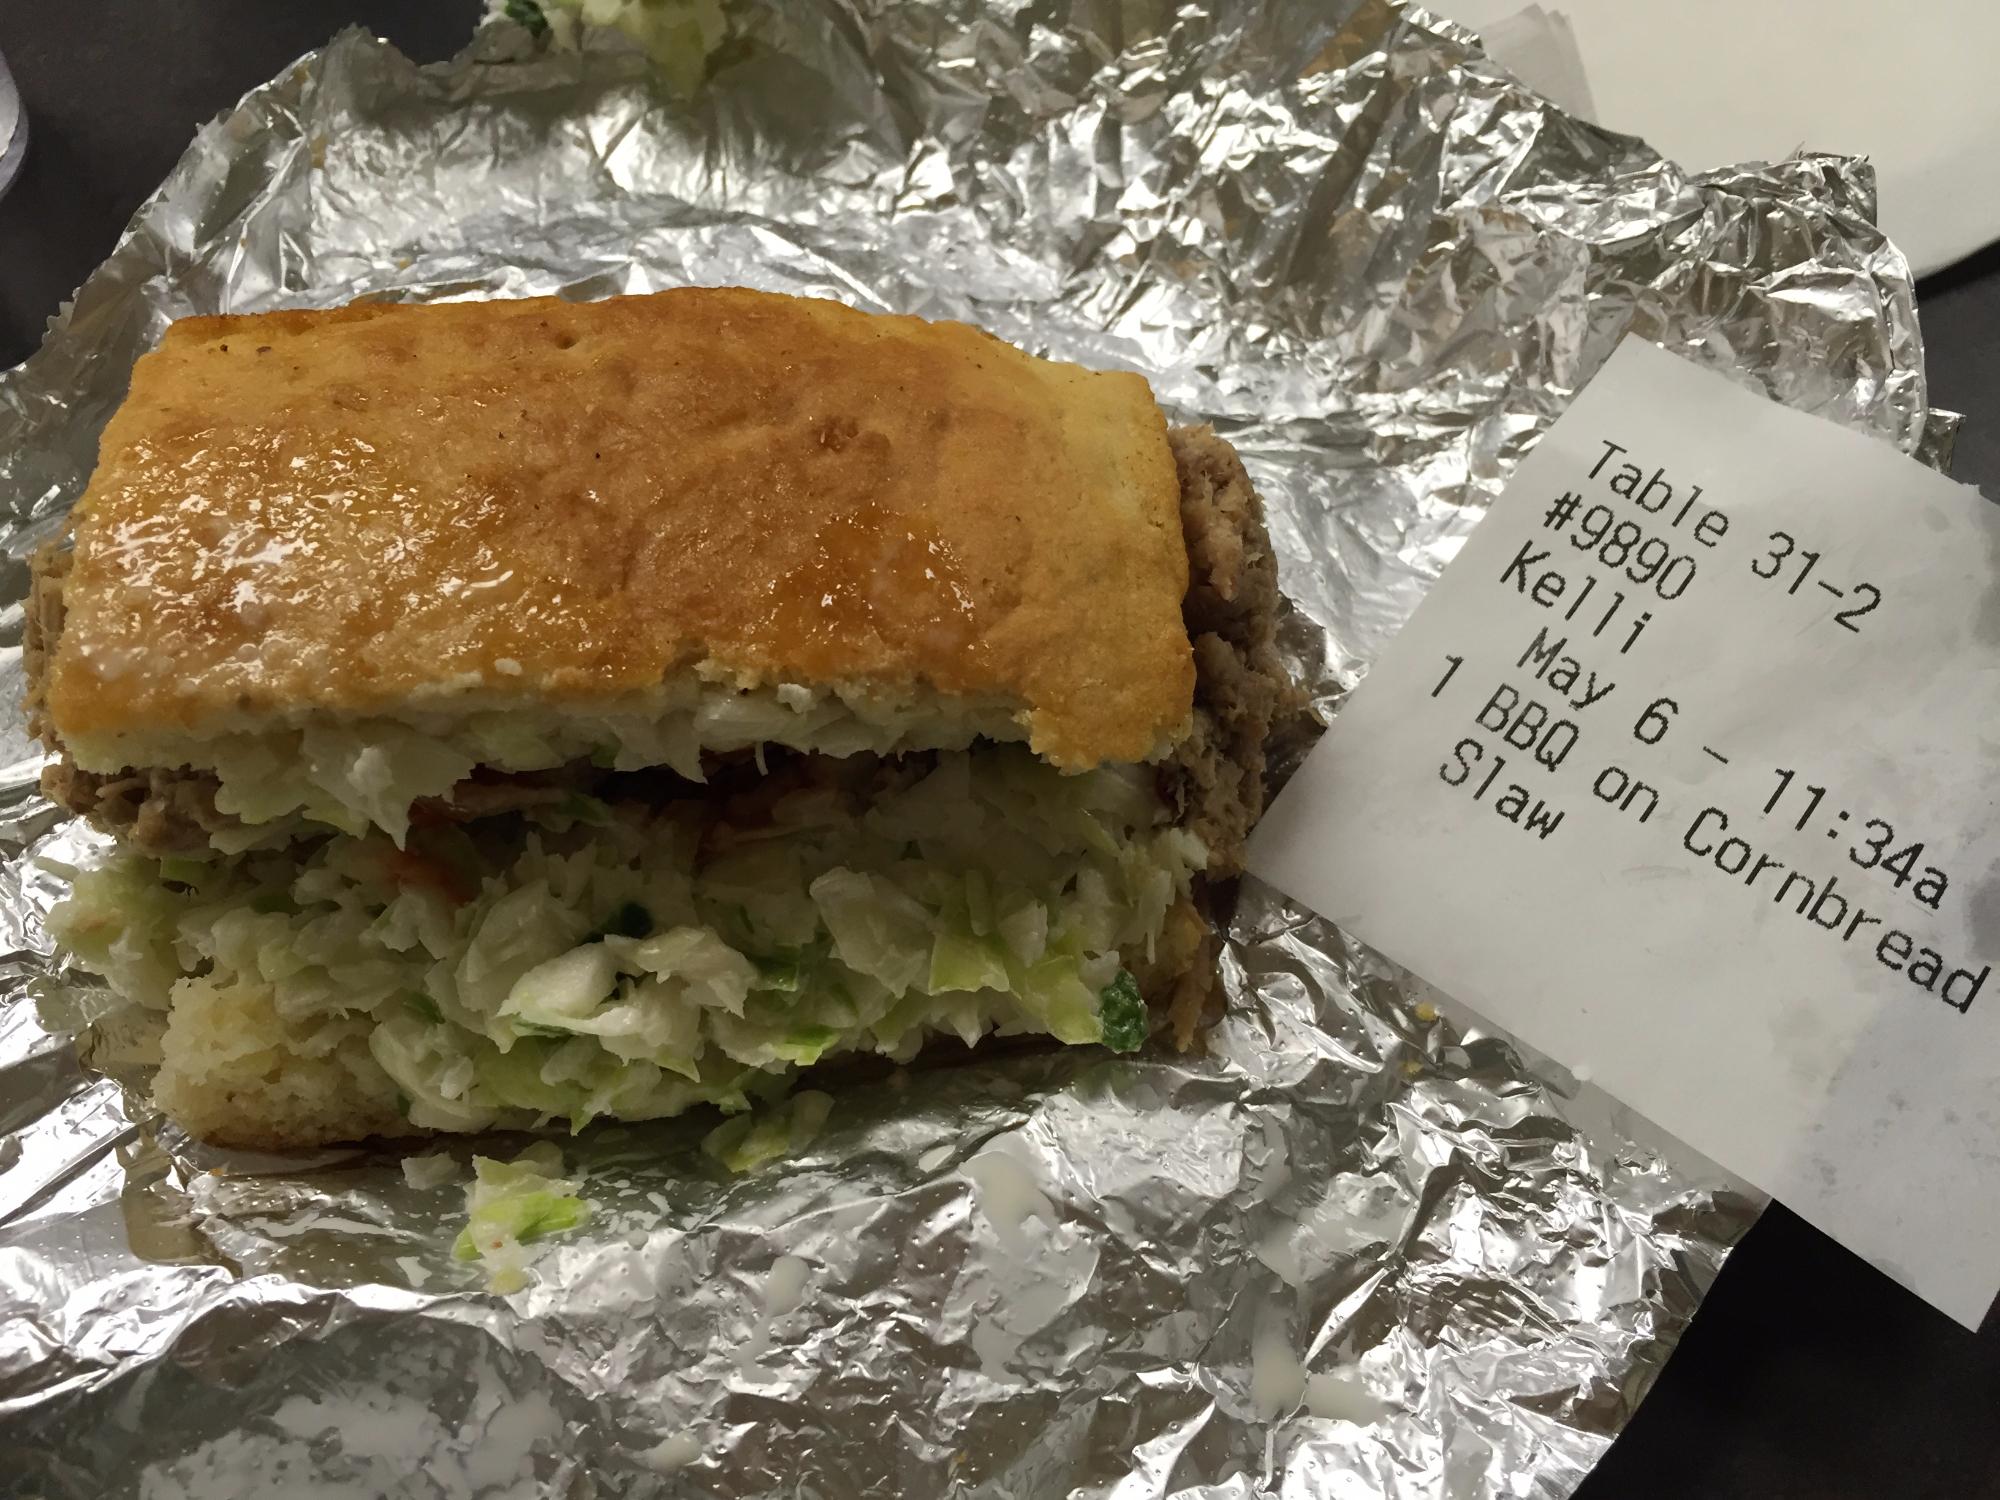 Table 31-2
#9890
Kelli
May 6 - 11:34a
1 BBQ on Cornbread
Slaw